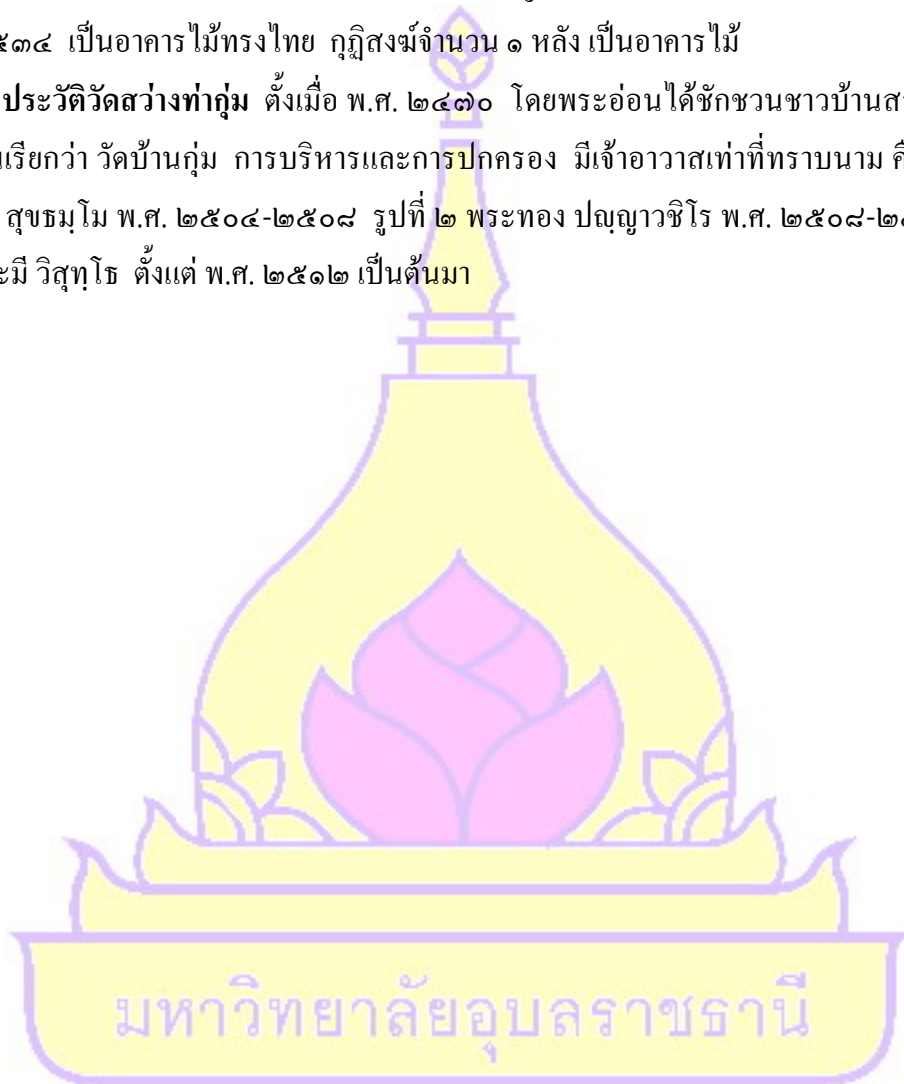 ๕๓๔ เป็นอาคารไม้ทรงไทย กุฏิสงฆ์จำนวน ๑ หลัง เป็นอาคารไม้
ประวัติวัดสว่างท่ากุ่ม ตั้งเมื่อ พ.ศ. ๒๔๗๐ โดยพระอ่อนได้ชักชวนชาวบ้าน
เรียกว่า วัดบ้านกุ่ม การบริหารและการปกครอง มีเจ้าอาวาสเท่าที่ทราบนาม
สุขธมฺโม พ.ศ. ๒๕๐๔-๒๕๐๘ รูปที่ ๒ พระทอง ปญฺญาวชิโร พ.ศ. ๒๕๐๘-
มี วิสุทฺโธ ตั้งแต่ พ.ศ. ๒๕๑๒ เป็นต้นมา
มหาวิทยาลัยอุบลราชธานี